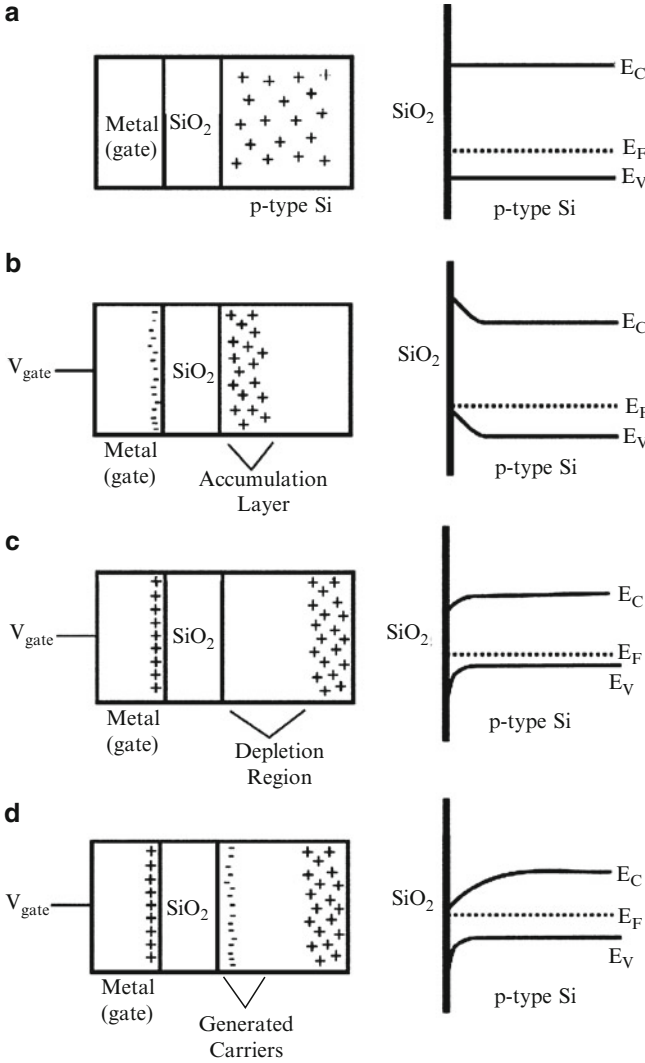 a
Metal
(gate)
SiO2
p-type Si
SiO2
EC
EF
EV
p-type Si
b
Vgate
SiO2
Metal
(gate)
Accumulation
Layer
SiO2
EC
EF
EV
p-type Si
c
Vgate
SiO2
Metal
(gate)
Depletion
Region
SiO2
EC
EF
EV
p-type Si
d
Vgate
SiO2
Metal
(gate)
Generated
Carriers
SiO2
EC
EF
EV
p-type Si